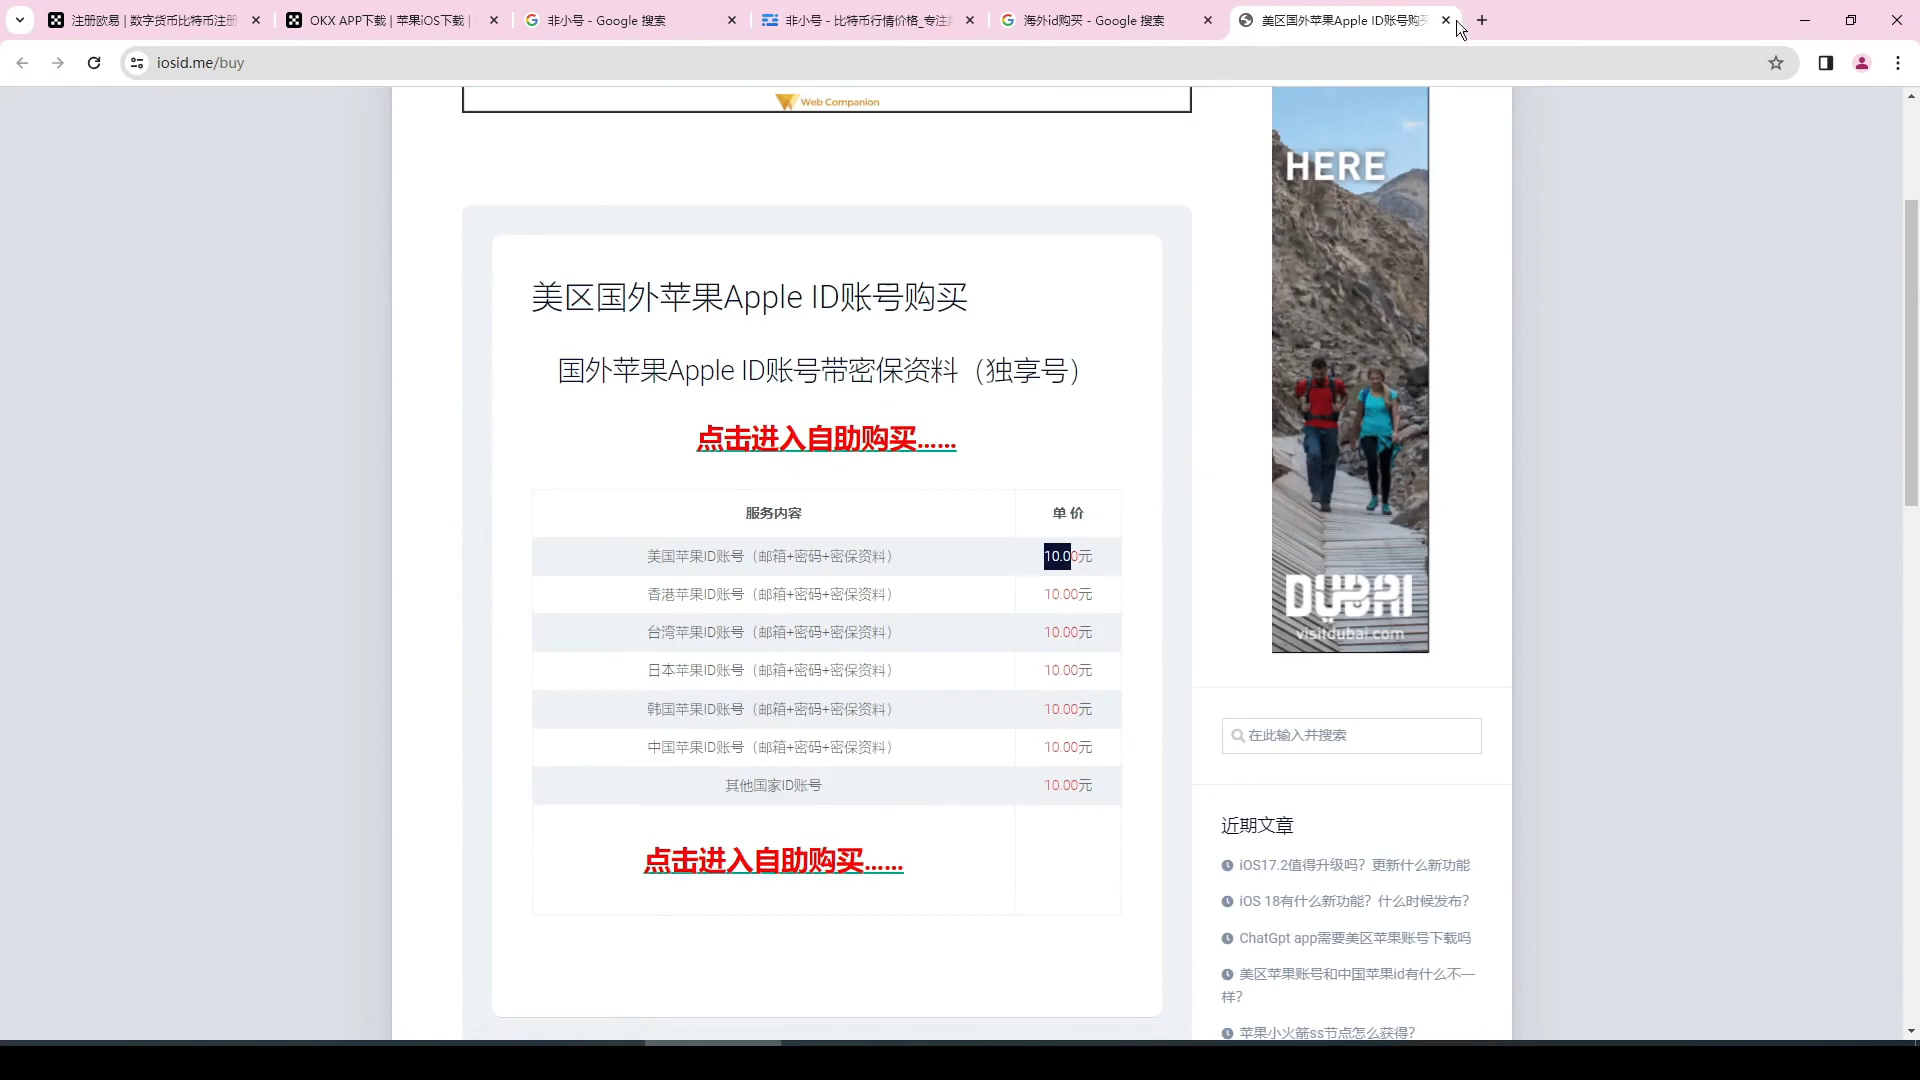 注册欧易 | 数字货币比特币注册
OKX APP下载 | 苹果iOS下载 |
非小号 - Google 搜索
非小号 - 比特币行情价格_专注
海外id购买 - Google 搜索
美区国外苹果Apple ID账号购
iosid.me/buy
Web Companion
HERE
DUBAI
visitdubai.com
美区国外苹果Apple ID账号购买
国外苹果Apple ID账号带密保资料（独享号）
点击进入自助购买......
服务内容 单 价
美国苹果ID账号（邮箱+密码+密保资料） 10.00元
香港苹果ID账号（邮箱+密码+密保资料） 10.00元
台湾苹果ID账号（邮箱+密码+密保资料） 10.00元
日本苹果ID账号（邮箱+密码+密保资料） 10.00元
韩国苹果ID账号（邮箱+密码+密保资料） 10.00元
中国苹果ID账号（邮箱+密码+密保资料） 10.00元
其他国家ID账号 10.00元
点击进入自助购买......
在此输入并搜索
近期文章
iOS17.2值得升级吗？更新什么新功能
iOS 18有什么新功能？什么时候发布？
ChatGpt app需要美区苹果账号下载吗
美区苹果账号和中国苹果id有什么不一
样？
苹果小火箭ss节点怎么获得？